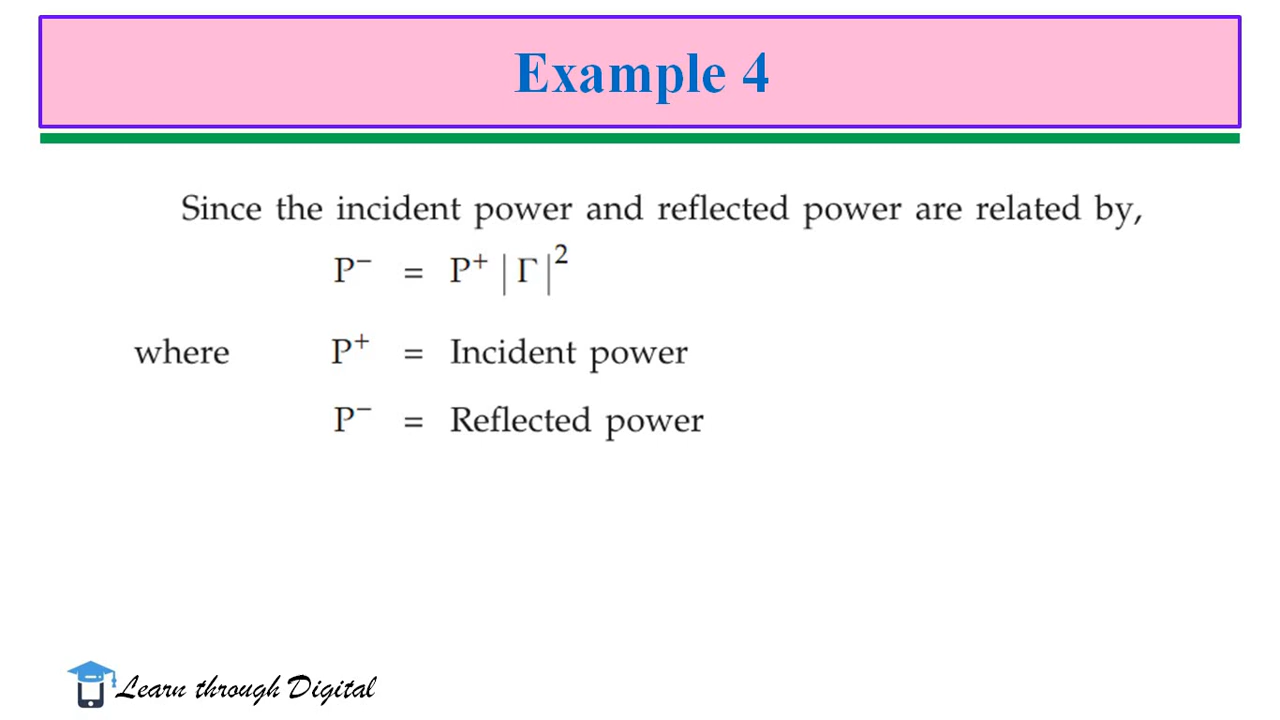 Example 4
Since the incident power and reflected power are related by,
P⁻ = P⁺ |Γ|²
where P⁺ = Incident power
P⁻ = Reflected power
Learn through Digital